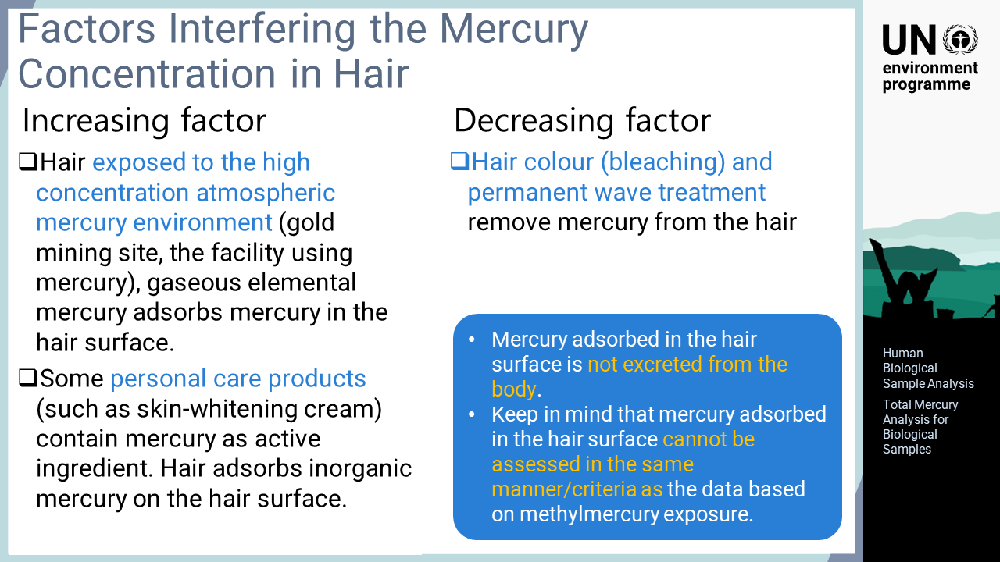 Factors Interfering the Mercury
Concentration in Hair
Increasing factor
❑Hair exposed to the high
concentration atmospheric
mercury environment (gold
mining site, the facility using
mercury), gaseous elemental
mercury adsorbs mercury in the
hair surface.
❑Some personal care products
(such as skin-whitening cream)
contain mercury as active
ingredient. Hair adsorbs inorganic
mercury on the hair surface.
Decreasing factor
❑Hair colour (bleaching) and
permanent wave treatment
remove mercury from the hair
• Mercury adsorbed in the hair
surface is not excreted from the
body.
• Keep in mind that mercury adsorbed
in the hair surface cannot be
assessed in the same
manner/criteria as the data based
on methylmercury exposure.
UN
environment
programme
Human
Biological
Sample Analysis
Total Mercury
Analysis for
Biological
Samples